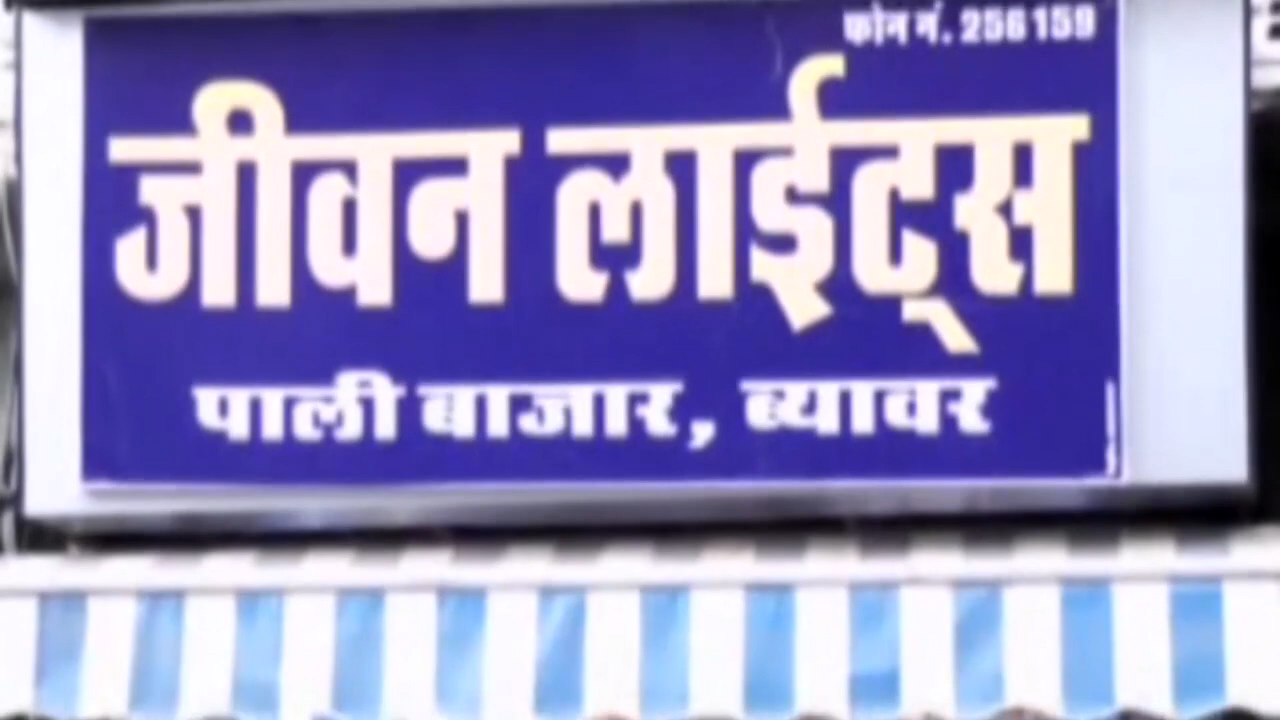 फोन नं. 256159
जीवन लाईट्स
पाली बाजार, ब्यावर